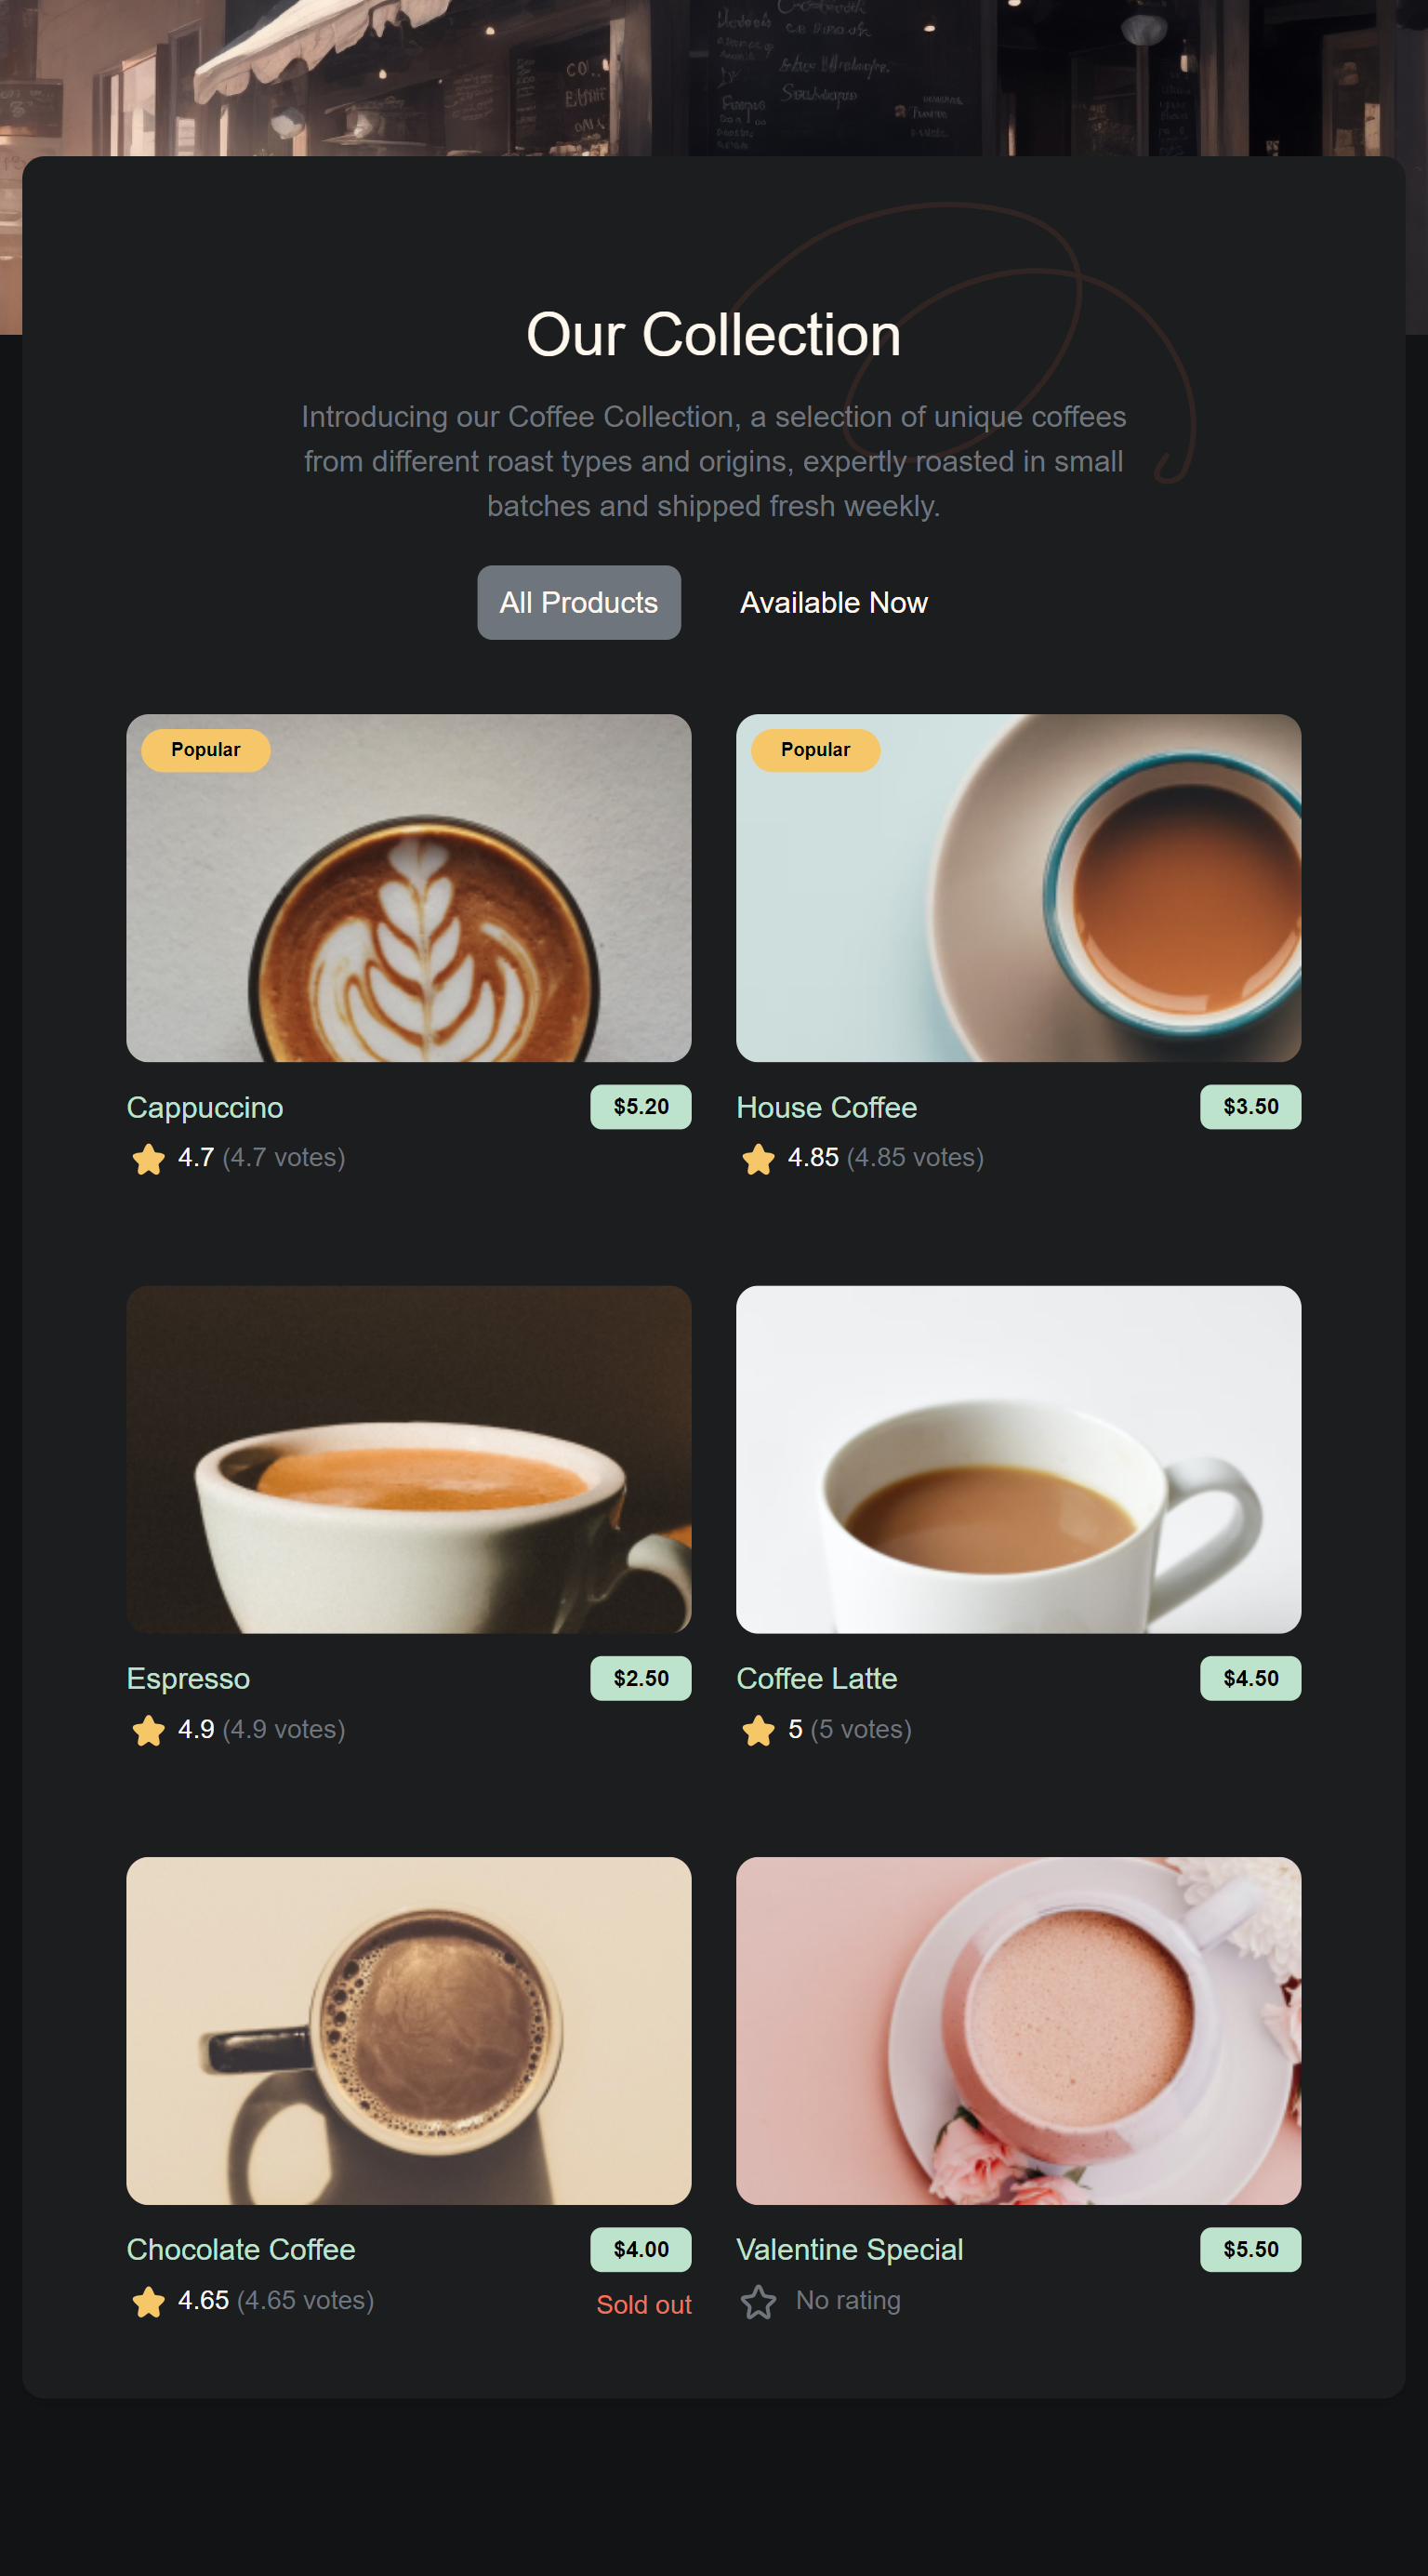 Our Collection
Introducing our Coffee Collection, a selection of unique coffees
from different roast types and origins, expertly roasted in small
batches and shipped fresh weekly.
All Products
Available Now
Popular
Popular
Cappuccino
$5.20
House Coffee
$3.50
4.7 (4.7 votes)
4.85 (4.85 votes)
Espresso
$2.50
Coffee Latte
$4.50
4.9 (4.9 votes)
5 (5 votes)
Chocolate Coffee
$4.00
Valentine Special
$5.50
4.65 (4.65 votes)
Sold out
No rating